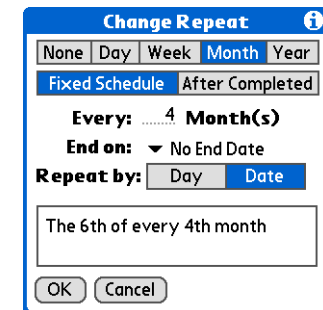 Change Repeat
None Day Week Month Year
Fixed Schedule After Completed
Every: 4 Month(s)
End on: No End Date
Repeat by: Day Date
The 6th of every 4th month
OK Cancel